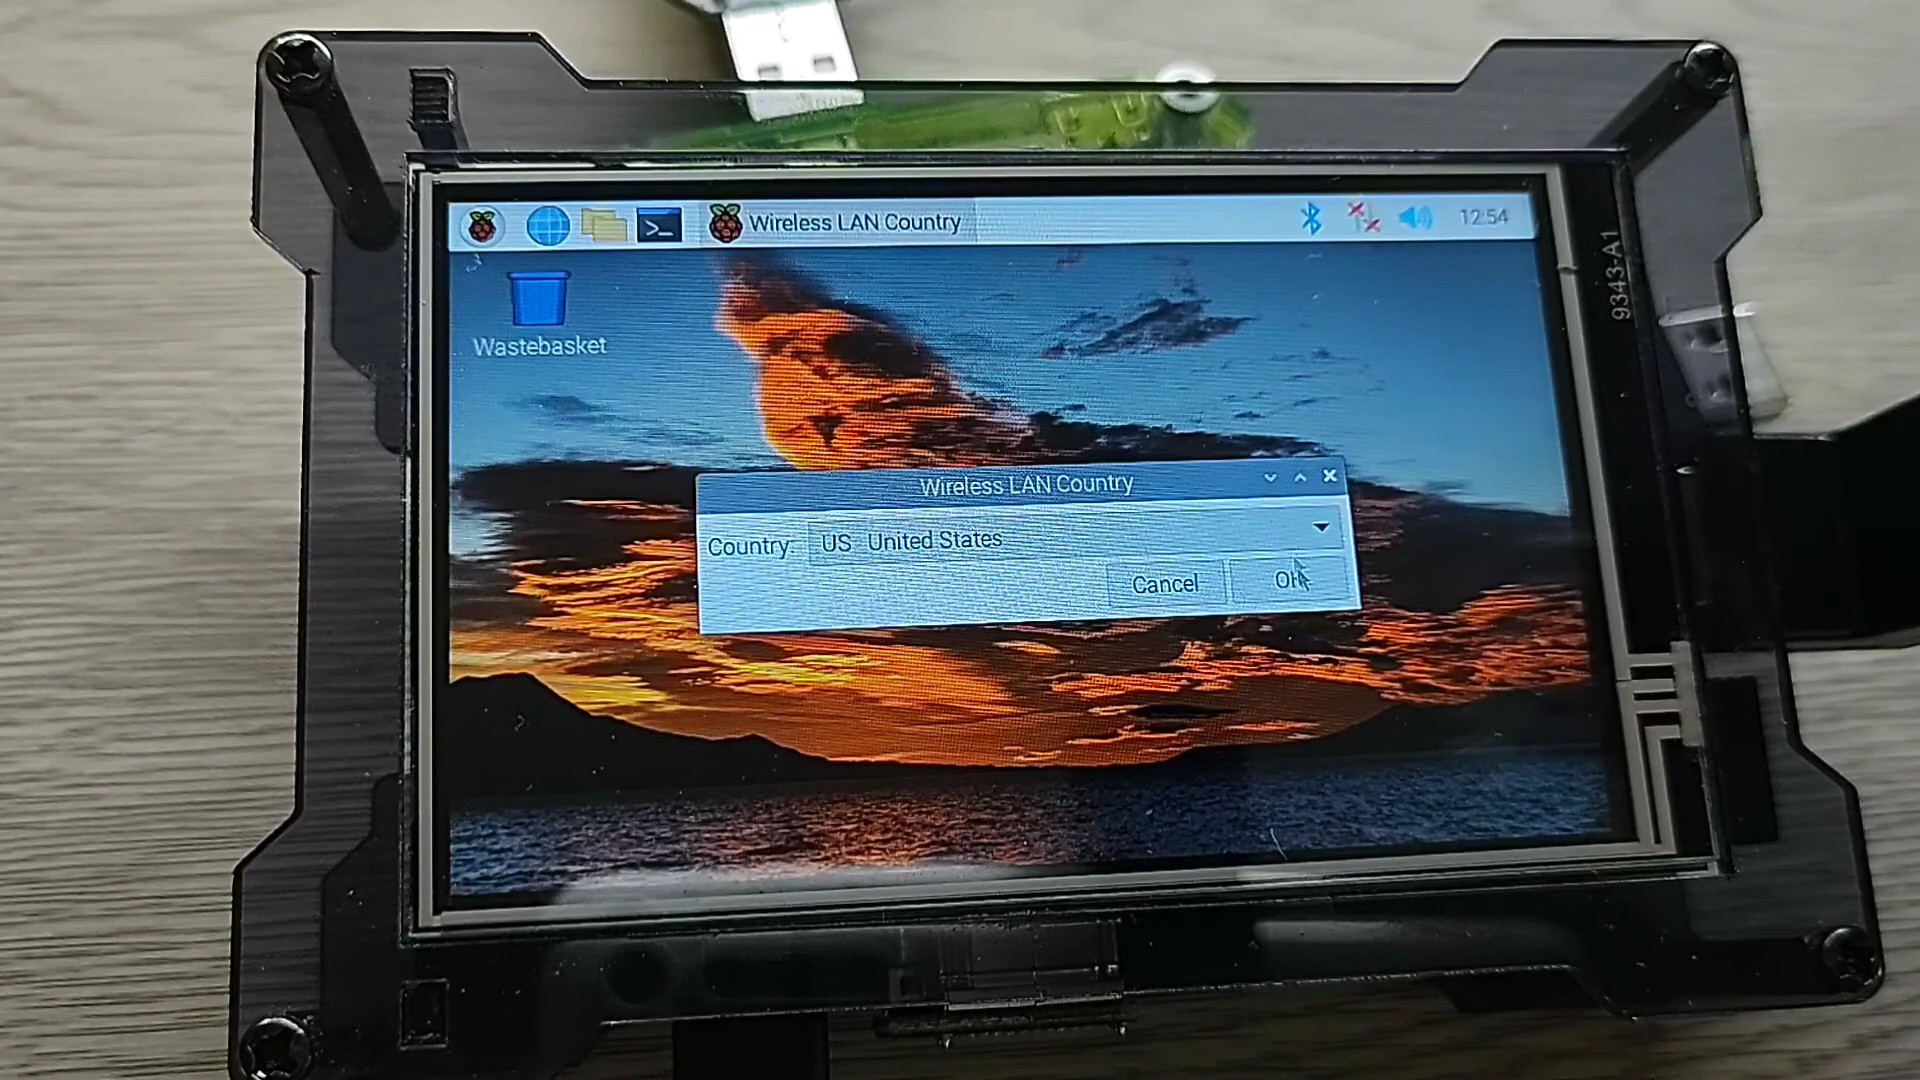 Wireless LAN Country
12:54
9343-A1
Wastebasket
Wireless LAN Country
Country: US United States
Cancel
OK